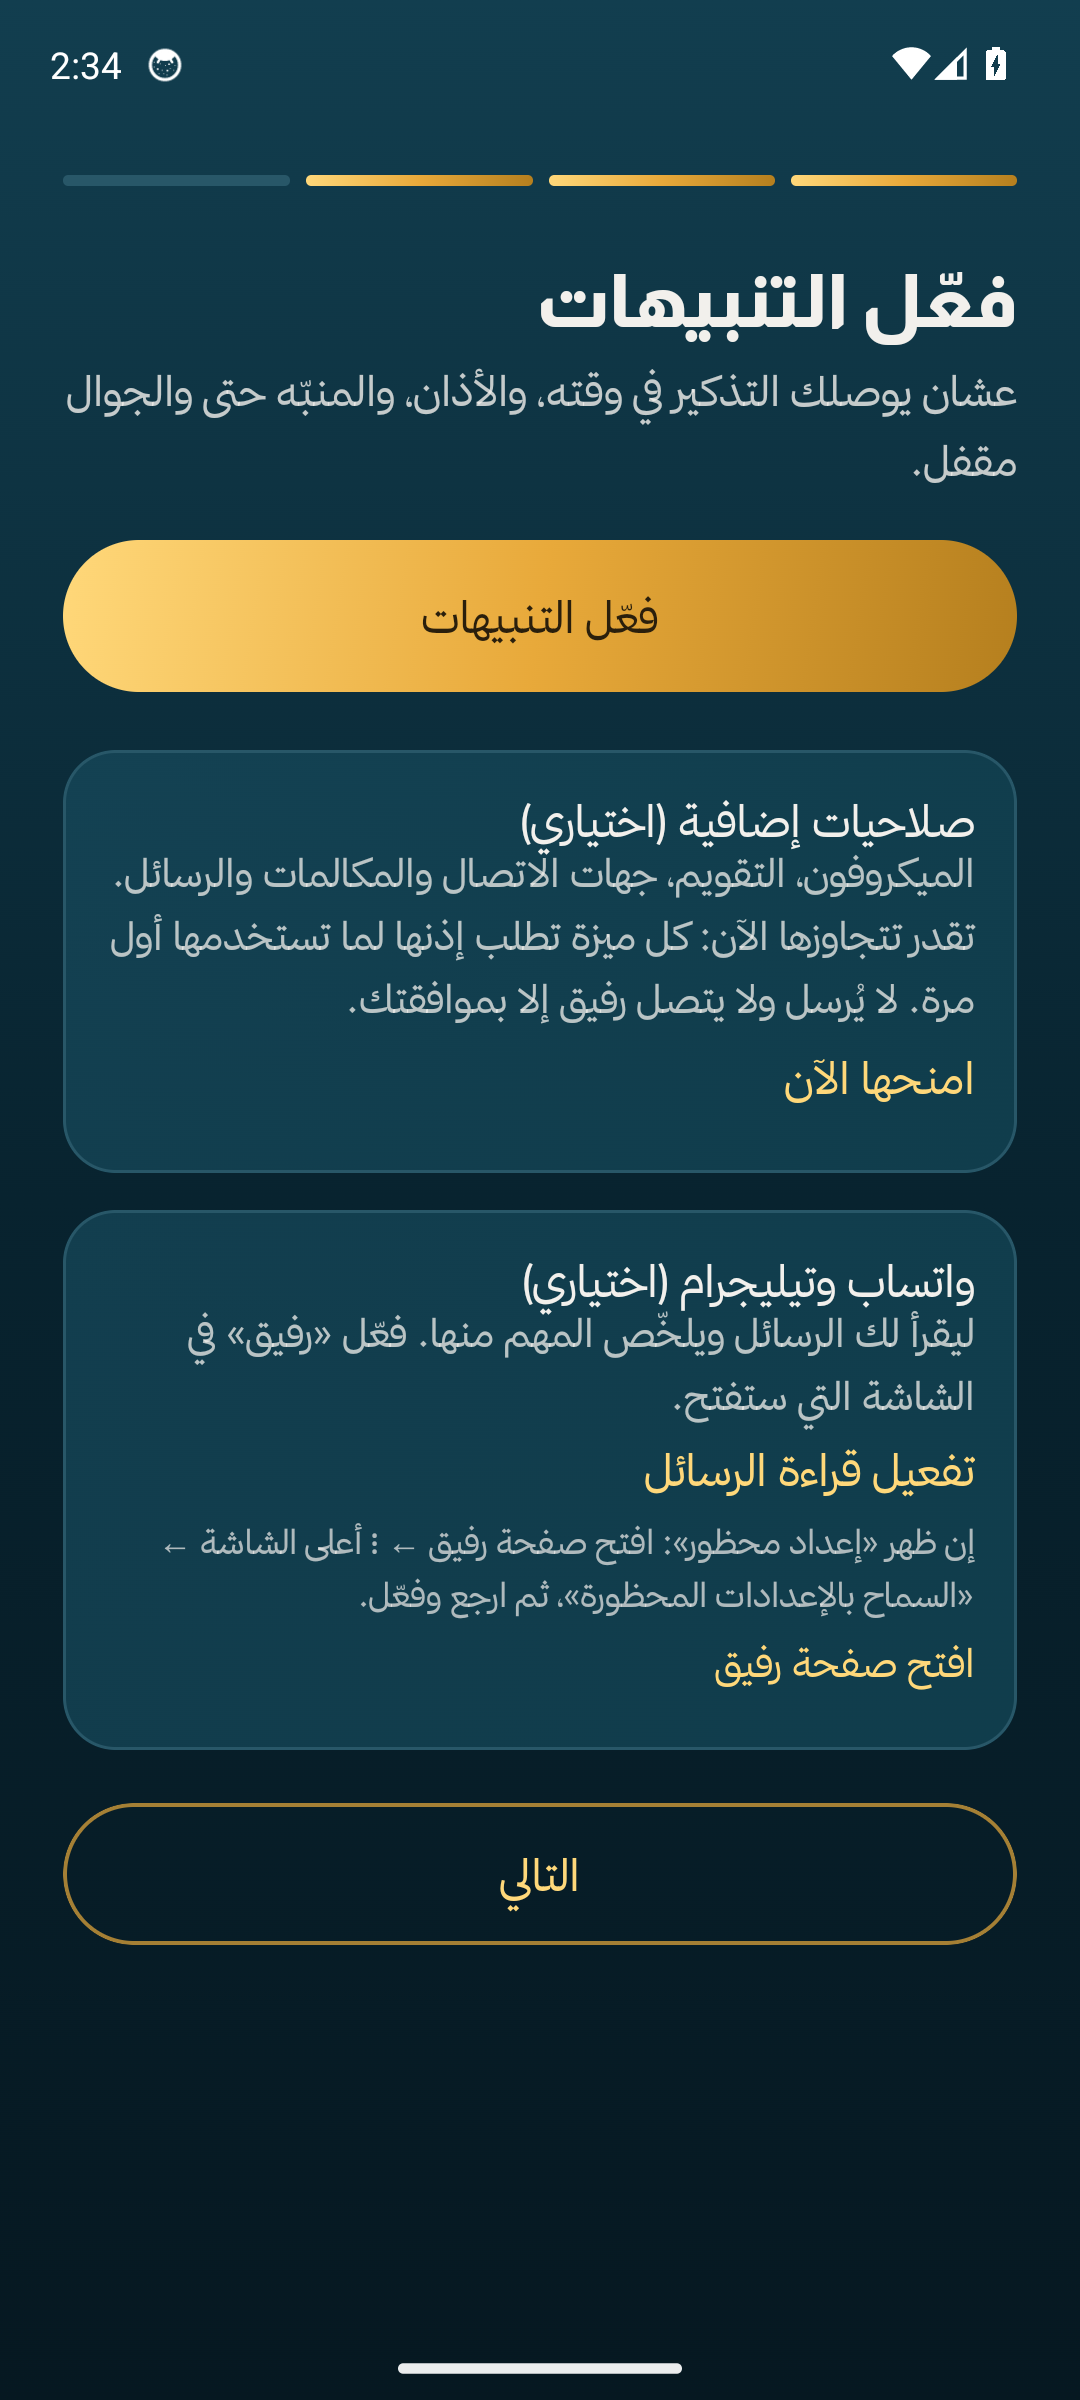 2:34
فعّل التنبيهات
عشان يوصلك التذكير في وقته، والأذان، والمنبّه حتى والجوال
مقفل.
فعّل التنبيهات
صلاحيات إضافية (اختياري)
الميكروفون، التقويم، جهات الاتصال والمكالمات والرسائل.
تقدر تتجاوزها الآن: كل ميزة تطلب إذنها لما تستخدمها أول
مرة. لا يُرسل ولا يتصل رفيق إلا بموافقتك.
امنحها الآن
واتساب وتيليجرام (اختياري)
ليقرأ لك الرسائل ويلخّص المهم منها. فعّل «رفيق» في
الشاشة التي ستفتح.
تفعيل قراءة الرسائل
إن ظهر «إعداد محظور»: افتح صفحة رفيق ← ⋮ أعلى الشاشة ←
«السماح بالإعدادات المحظورة»، ثم ارجع وفعّل.
افتح صفحة رفيق
التالي